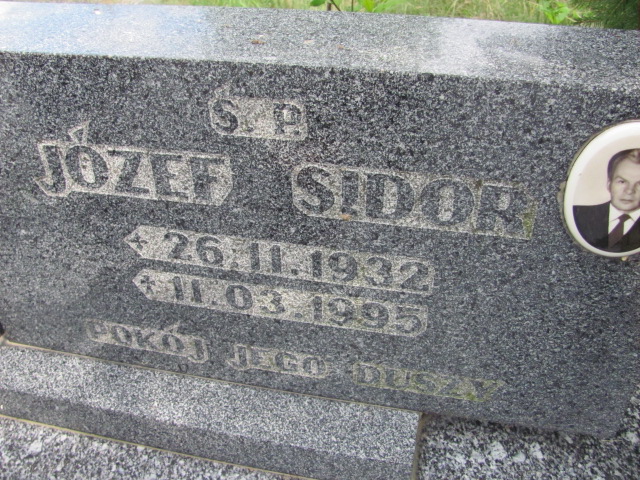 Ś.P.
JÓZEF SIDOR
26.11.1932
11.03.1995
POKÓJ JEGO DUSZY